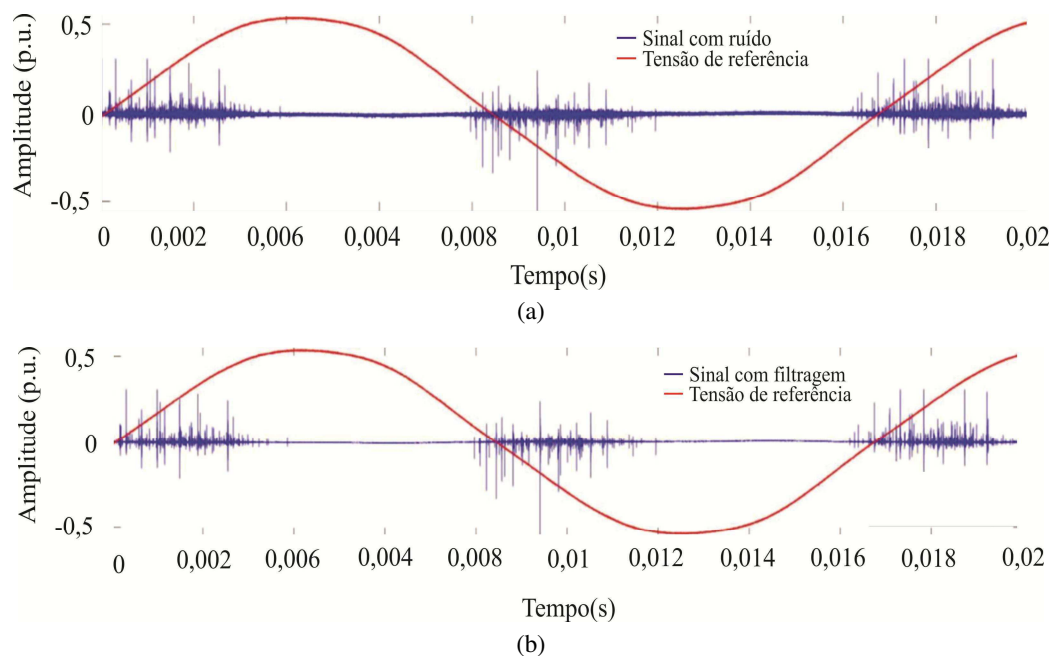 Amplitude (p.u.)
0,5
0
-0,5
Sinal com ruído
Tensão de referência
0 0,002 0,006 0,004 0,008 0,01 0,012 0,014 0,016 0,018 0,02
Tempo(s)
(a)
Amplitude (p.u.)
0,5
0
-0,5
Sinal com filtragem
Tensão de referência
0 0,002 0,006 0,004 0,008 0,01 0,012 0,014 0,016 0,018 0,02
Tempo(s)
(b)